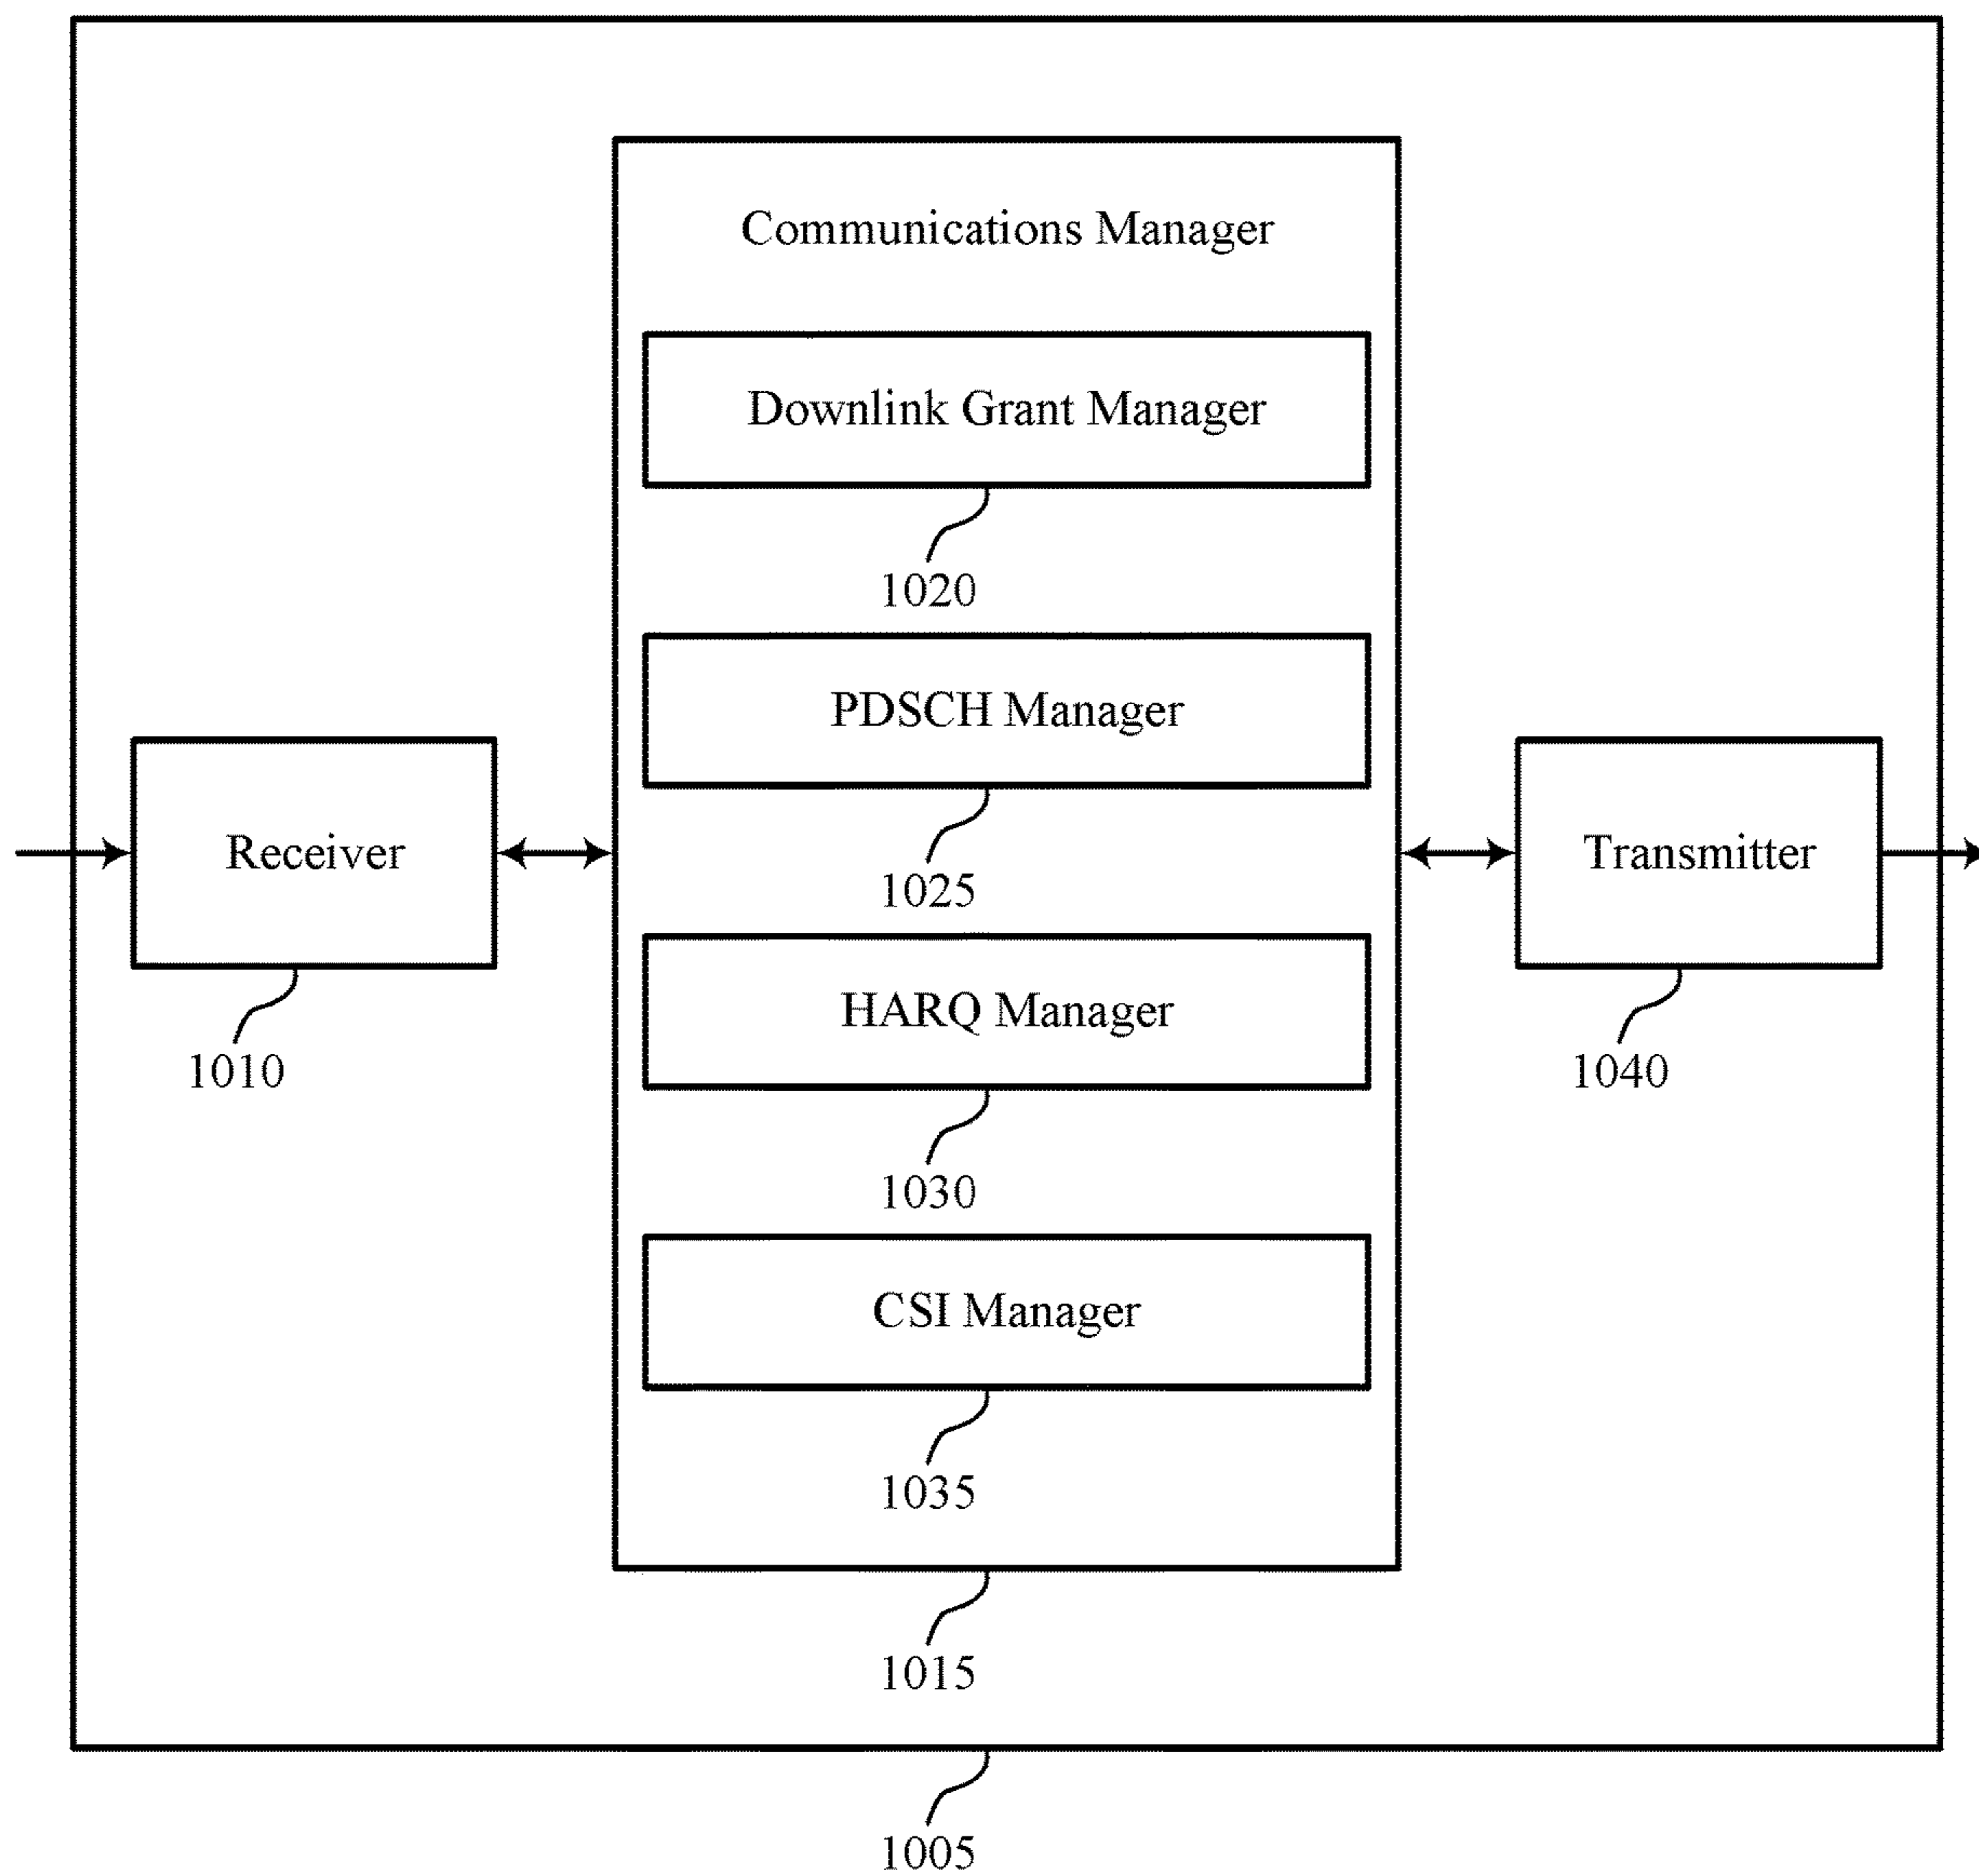 Communications Manager
Downlink Grant Manager
1020
PDSCH Manager
1025
Receiver
1010
HARQ Manager
1030
CSI Manager
1035
1015
Transmitter
1040
1005